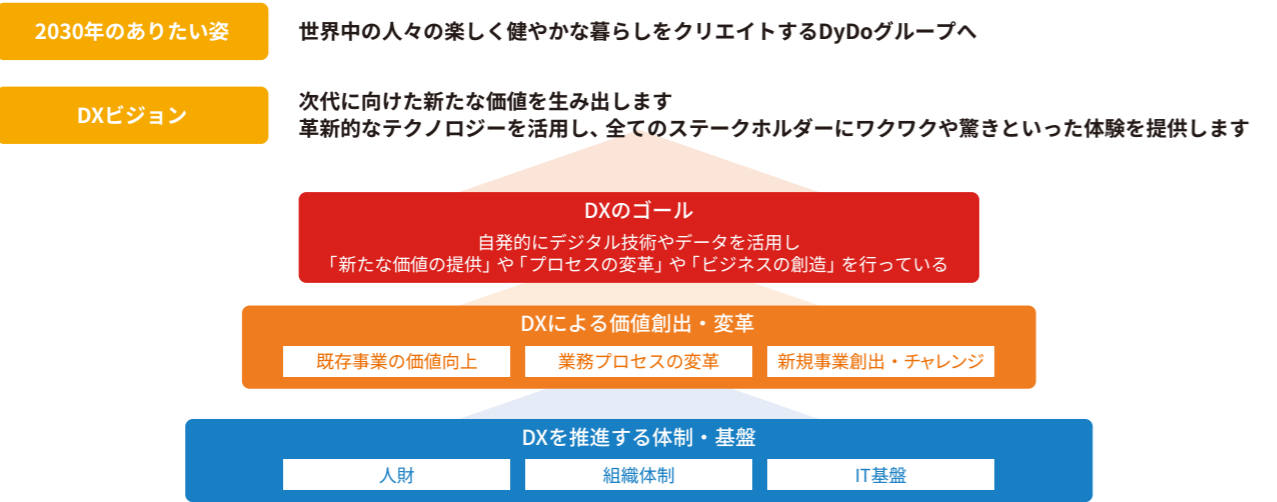 2030年のありたい姿
世界中の人々の楽しく健やかな暮らしをクリエイトするDyDoグループへ
DXビジョン
次代に向けた新たな価値を生み出します
革新的なテクノロジーを活用し、全てのステークホルダーにワクワクや驚きといった体験を提供します
DXのゴール
自発的にデジタル技術やデータを活用し
「新たな価値の提供」や「プロセスの変革」や「ビジネスの創造」を行っている
DXによる価値創出・変革
既存事業の価値向上
業務プロセスの変革
新規事業創出・チャレンジ
DXを推進する体制・基盤
人財
組織体制
IT基盤